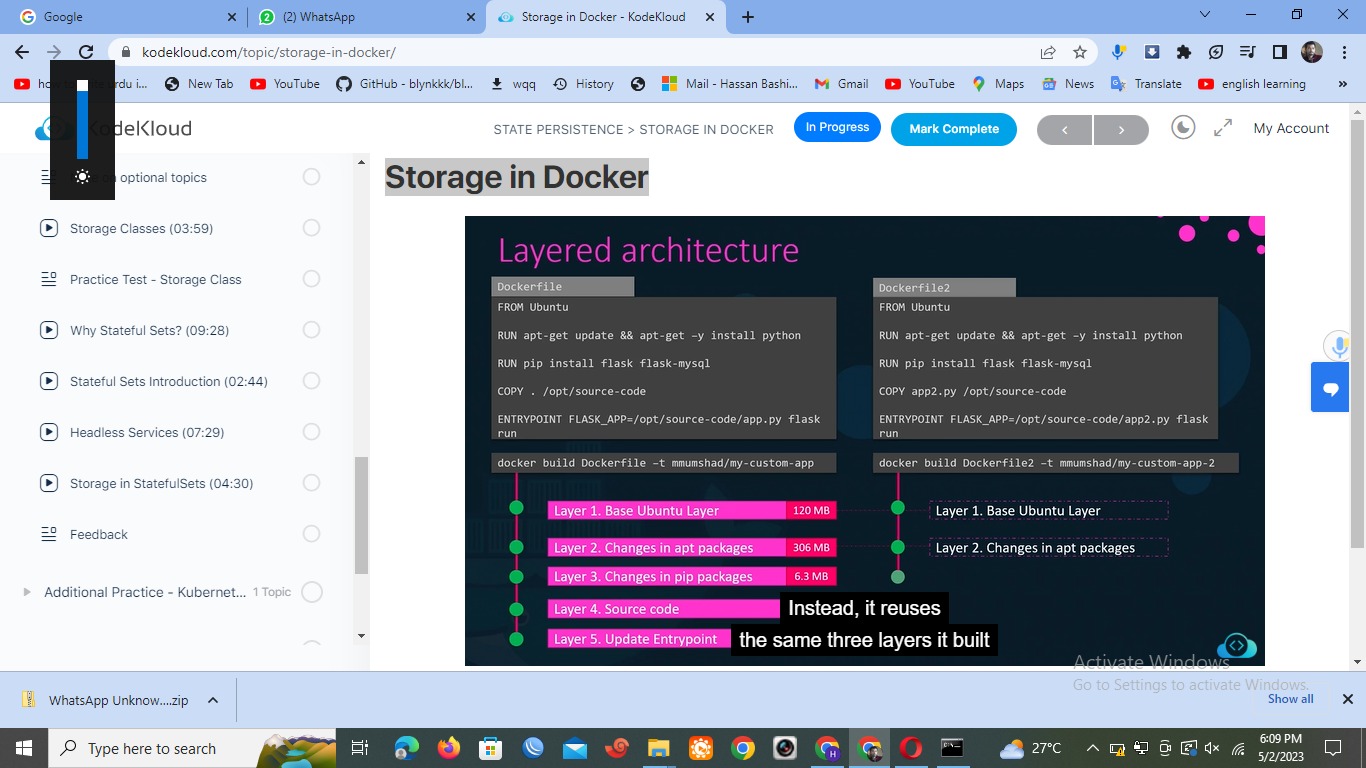 Google
(2) WhatsApp
Storage in Docker - KodeKloud
kodekloud.com/topic/storage-in-docker/
how urdu i...
New Tab
YouTube
GitHub - blynkkk/bl...
wqq
History
Mail - Hassan Bashi...
Gmail
YouTube
Maps
News
Translate
english learning
»
KodeKloud
STATE PERSISTENCE > STORAGE IN DOCKER
In Progress
Mark Complete
My Account
on optional topics
Storage Classes (03:59)
Practice Test - Storage Class
Why Stateful Sets? (09:28)
Stateful Sets Introduction (02:44)
Headless Services (07:29)
Storage in StatefulSets (04:30)
Feedback
Additional Practice - Kubernet... 1 Topic
Storage in Docker
Layered architecture
Dockerfile
FROM Ubuntu
RUN apt-get update && apt-get –y install python
RUN pip install flask flask-mysql
COPY . /opt/source-code
ENTRYPOINT FLASK_APP=/opt/source-code/app.py flask
run
docker build Dockerfile –t mmumshad/my-custom-app
Layer 1. Base Ubuntu Layer 120 MB
Layer 2. Changes in apt packages 306 MB
Layer 3. Changes in pip packages 6.3 MB
Layer 4. Source code
Layer 5. Update Entrypoint
Dockerfile2
FROM Ubuntu
RUN apt-get update && apt-get –y install python
RUN pip install flask flask-mysql
COPY app2.py /opt/source-code
ENTRYPOINT FLASK_APP=/opt/source-code/app2.py flask
run
docker build Dockerfile2 –t mmumshad/my-custom-app-2
Layer 1. Base Ubuntu Layer
Layer 2. Changes in apt packages
Instead, it reuses
the same three layers it built
Activate Windows
Go to Settings to activate Windows.
WhatsApp Unknow....zip
Show all
Type here to search
27°C
6:09 PM
5/2/2023